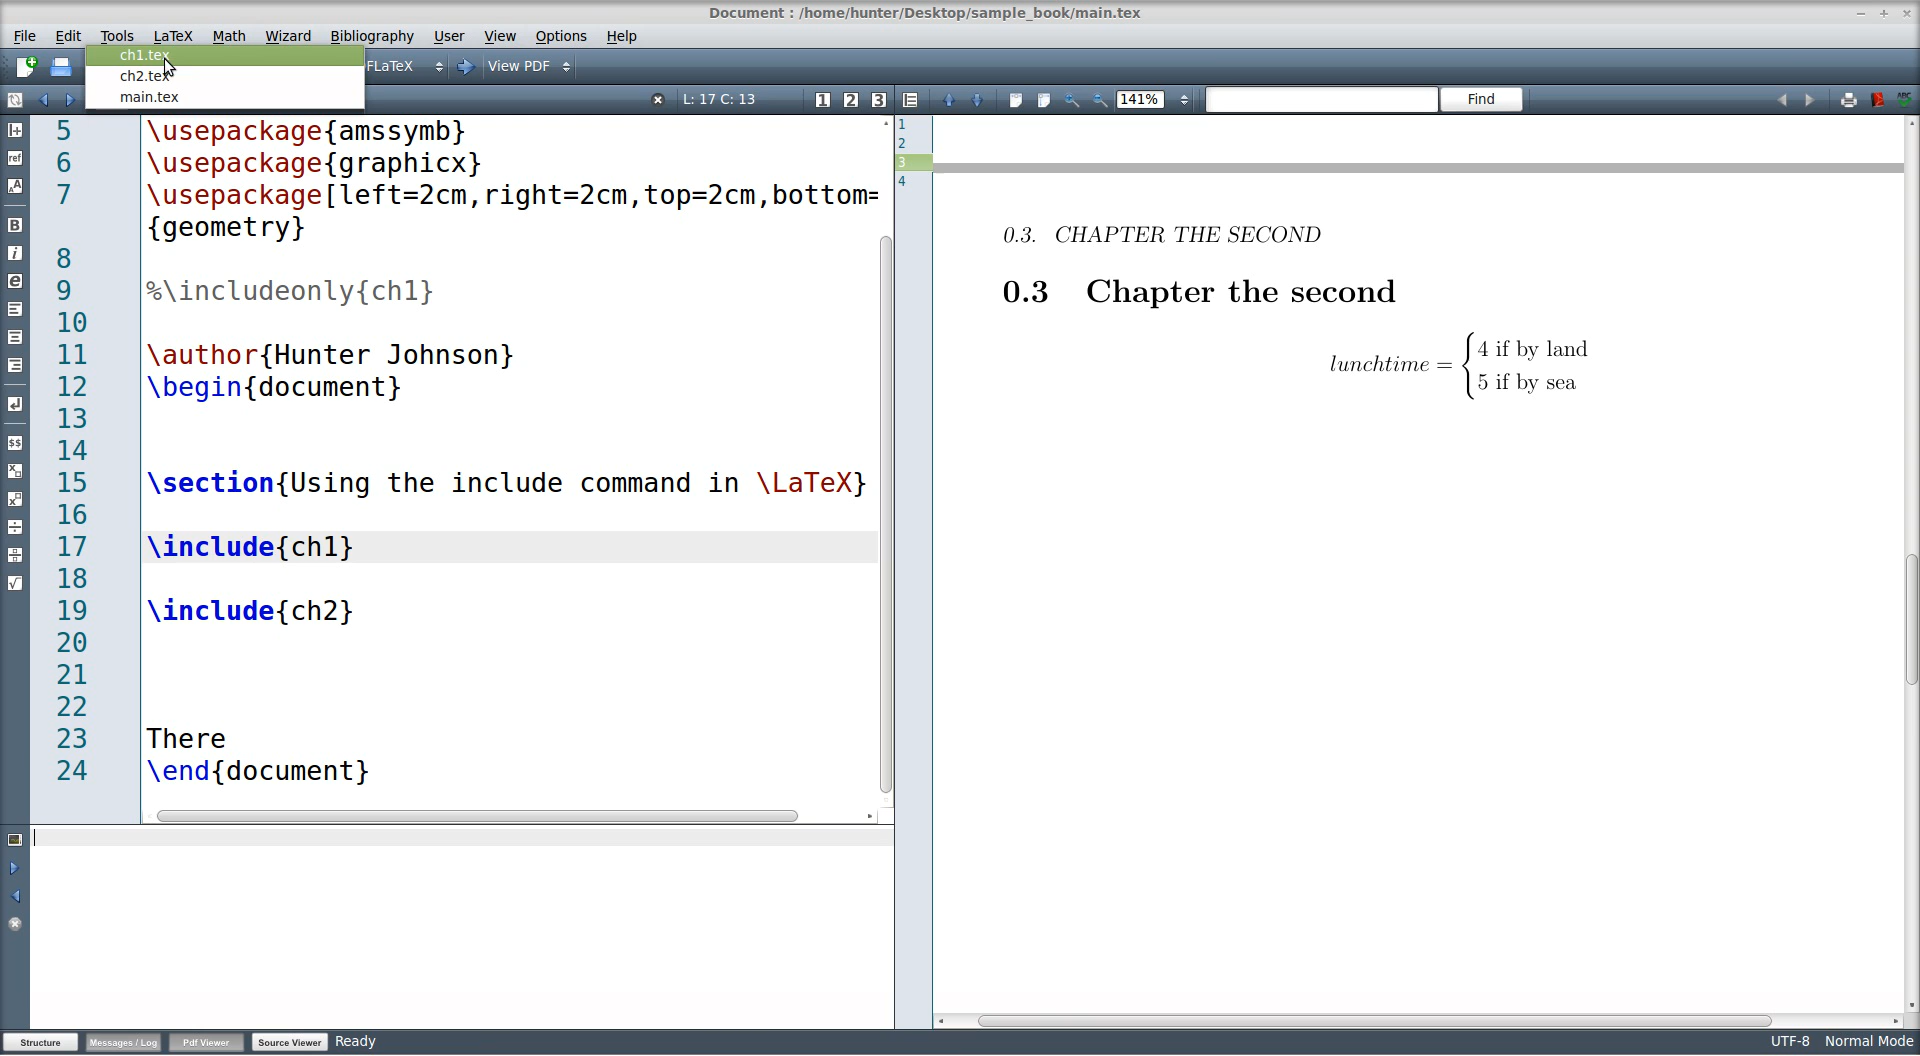 Document : /home/hunter/Desktop/sample_book/main.tex
File Edit Tools LaTeX Math Wizard Bibliography User View Options Help
ch1.tex
ch2.tex
main.tex
FLaTeX
View PDF
L: 17 C: 13
1 2 3
141%
Find
5 \usepackage{amssymb}
6 \usepackage{graphicx}
7 \usepackage[left=2cm,right=2cm,top=2cm,bottom=
{geometry}
8
9 %\includeonly{ch1}
10
11 \author{Hunter Johnson}
12 \begin{document}
13
14
15 \section{Using the include command in \LaTeX}
16
17 \include{ch1}
18
19 \include{ch2}
20
21
22
23 There
24 \end{document}
1
2
3
4
0.3. CHAPTER THE SECOND
0.3 Chapter the second
lunchtime = { 4 if by land
5 if by sea
Structure Messages / Log Pdf Viewer Source Viewer Ready
UTF-8 Normal Mode